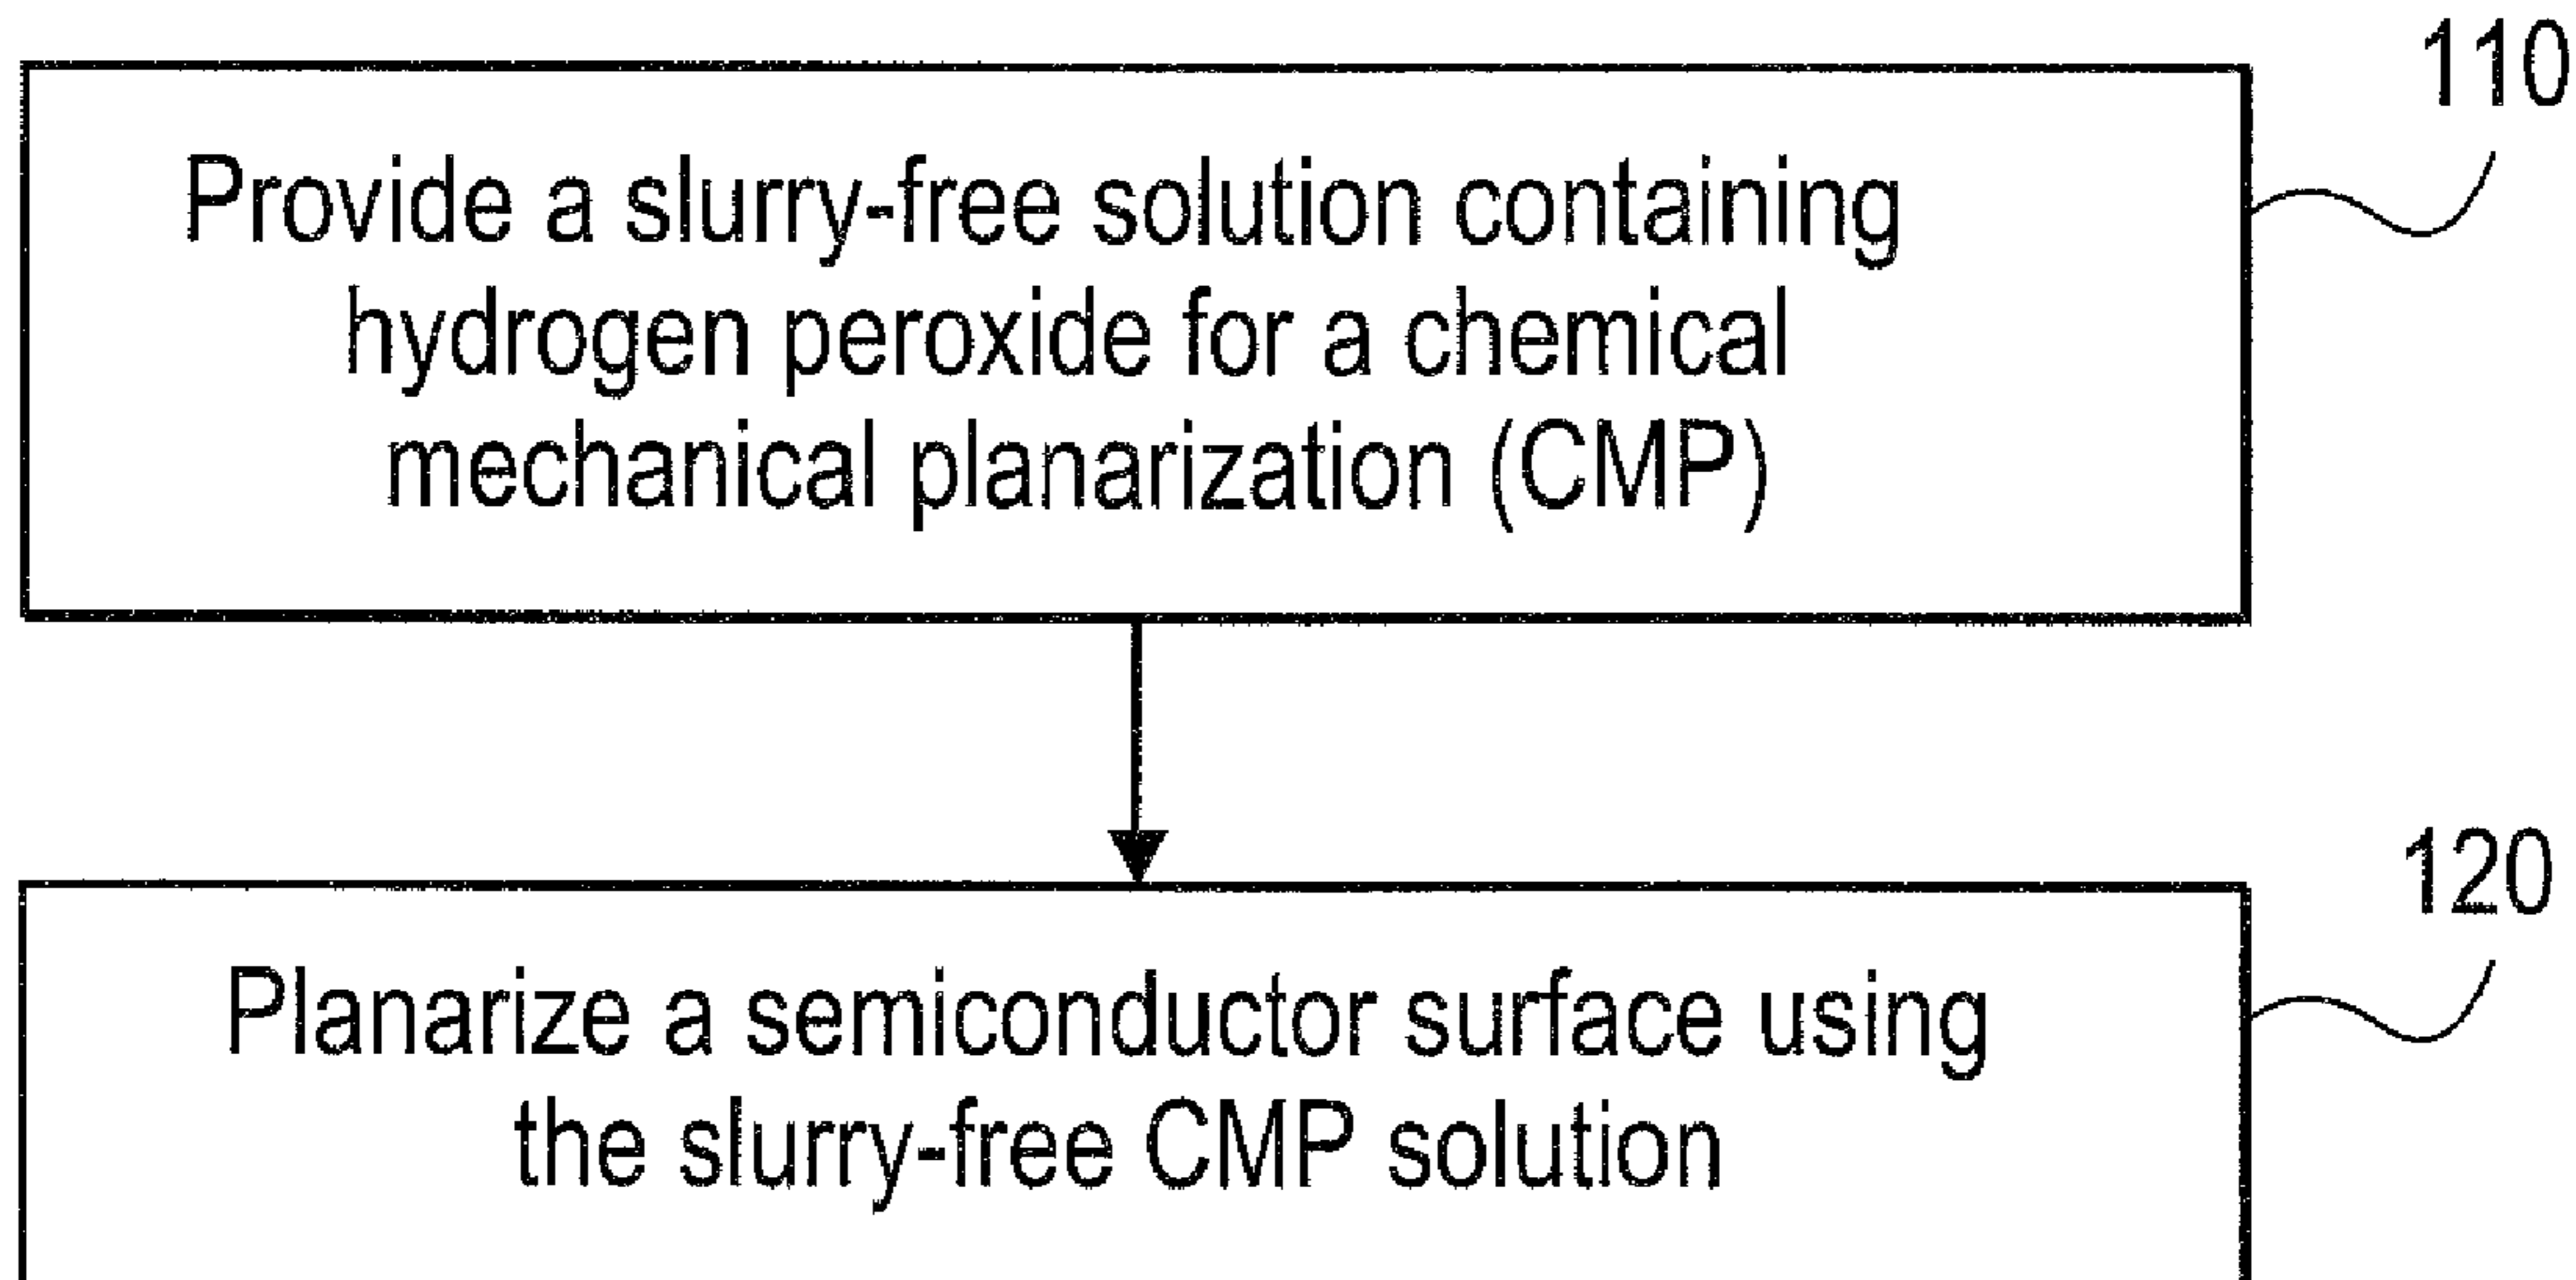 110
Provide a slurry-free solution containing
hydrogen peroxide for a chemical
mechanical planarization (CMP)
120
Planarize a semiconductor surface using
the slurry-free CMP solution